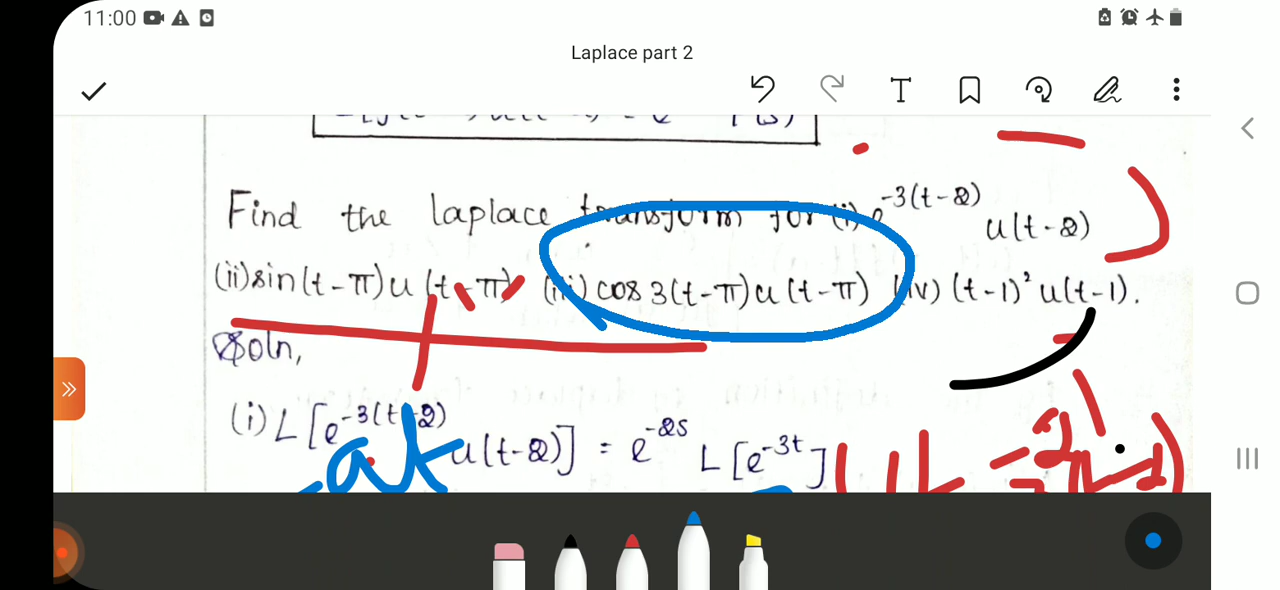 11:00
Laplace part 2
Find the laplace transform for (i) e^-3(t-2) u(t-2)
(ii) sin(t-π)u(t-π) (iii) cos 3(t-π)u(t-π) (iv) (t-1)² u(t-1).
Soln,
(i) L[e^-3(t-2) u(t-2)] = e^-2s L[e^-3t]